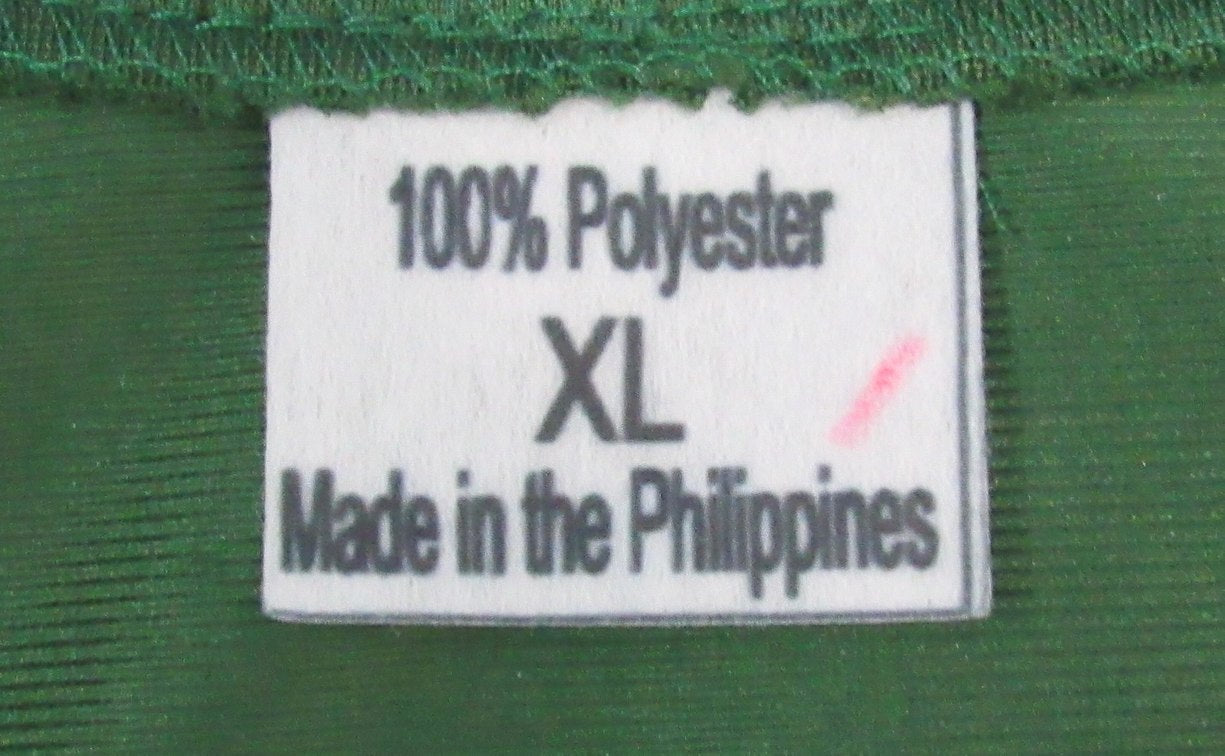 100% Polyester
XL
Made in the Philippines